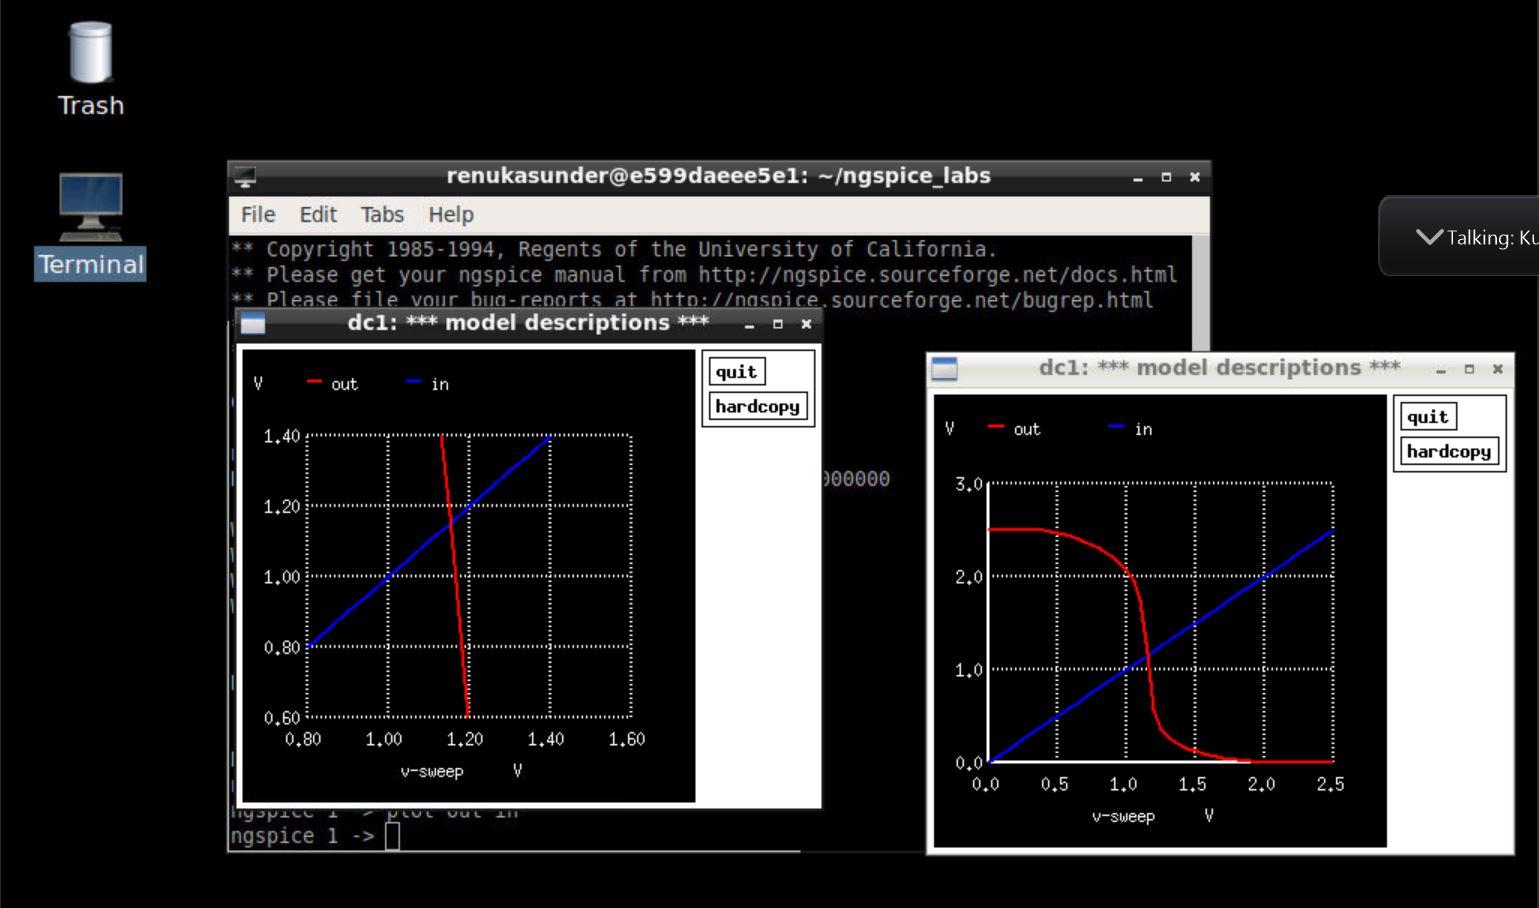 Trash
Terminal
renukasunder@e599daeee5e1: ~/ngspice_labs
File Edit Tabs Help
** Copyright 1985-1994, Regents of the University of California.
** Please get your ngspice manual from http://ngspice.sourceforge.net/docs.html
** Please file your bug-reports at http://ngspice.sourceforge.net/bugrep.html
Talking: Ku
dc1: *** model descriptions ***
quit
hardcopy
V out in
1.40
1.20
1.00
0.80
0.60
0.80 1.00 1.20 1.40 1.60
v-sweep V
000000
ngspice 1 -> plot out in
ngspice 1 ->
dc1: *** model descriptions ***
quit
hardcopy
V out in
3.0
2.0
1.0
0.0
0.0 0.5 1.0 1.5 2.0 2.5
v-sweep V